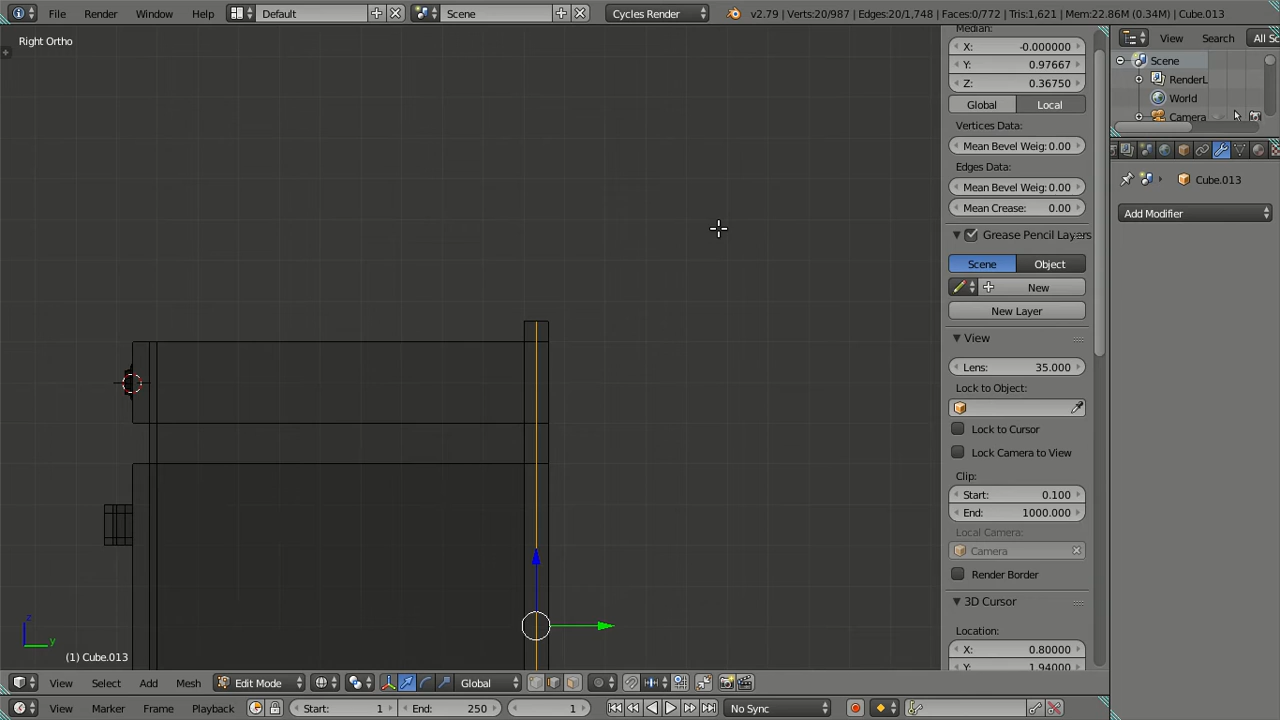 File Render Window Help Default Scene Cycles Render v2.79 | Verts:20/987 | Edges:20/1,748 | Faces:0/772 | Tris:1,621 | Mem:22.86M (0.34M) | Cube.013
Right Ortho
Median:
X: -0.000000
Y: 0.97667
Z: 0.36750
Global Local
Vertices Data:
Mean Bevel Weig: 0.00
Edges Data:
Mean Bevel Weig: 0.00
Mean Crease: 0.00
Grease Pencil Layers
Scene Object
New
New Layer
View
Lens: 35.000
Lock to Object:
Lock to Cursor
Lock Camera to View
Clip:
Start: 0.100
End: 1000.000
Local Camera:
Camera
Render Border
3D Cursor
Location:
X: 0.80000
Y: 1.94000
View Search All Sc
Scene
RenderL
World
Camera
Cube.013
Add Modifier
z
y
(1) Cube.013
View Select Add Mesh Edit Mode Global
View Marker Frame Playback Start: 1 End: 250 1 No Sync